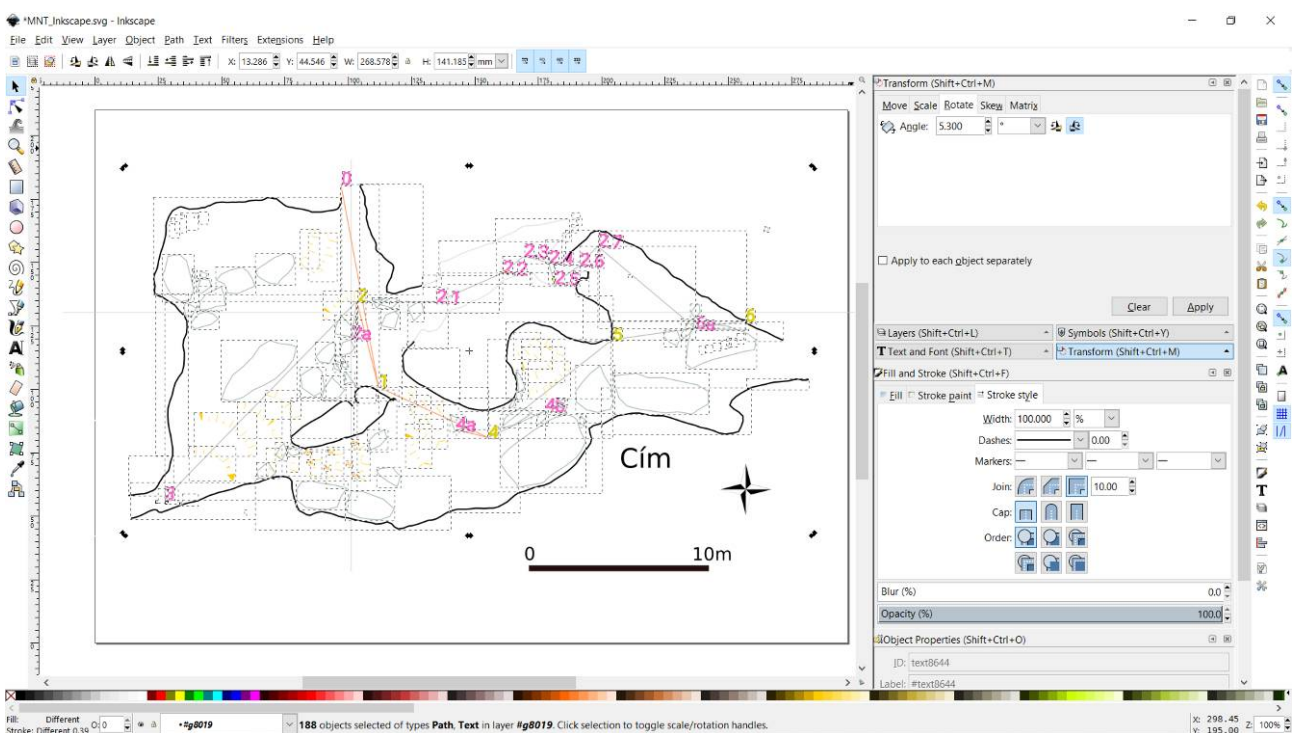 *MNT_Inkscape.svg - Inkscape
File Edit View Layer Object Path Text Filters Extensions Help
X: 13.286 Y: 44.546 W: 268.578 H: 141.185 mm
Transform (Shift+Ctrl+M)
Move Scale Rotate Skew Matrix
Angle: 5.300 °
Apply to each object separately
Clear Apply
Layers (Shift+Ctrl+L) Symbols (Shift+Ctrl+Y)
Text and Font (Shift+Ctrl+T) Transform (Shift+Ctrl+M)
Fill and Stroke (Shift+Ctrl+F)
Fill Stroke paint Stroke style
Width: 100.000 %
Dashes: 0.00
Markers:
Join: 10.00
Cap:
Order:
Blur (%) 0.0
Opacity (%) 100.0
Object Properties (Shift+Ctrl+O)
ID: text8644
Label: #text8644
0
2.7
2.3 2.4 2.6
2.2 2.5
2 2.1
6
5a
2a 5
1
4b
4a 4
Cím
3
0 10m
Fill: Different O: 0 #g8019 188 objects selected of types Path, Text in layer #g8019. Click selection to toggle scale/rotation handles. X: 298.45 Z: 100%
Stroke: Different 0.39 Y: 195.00